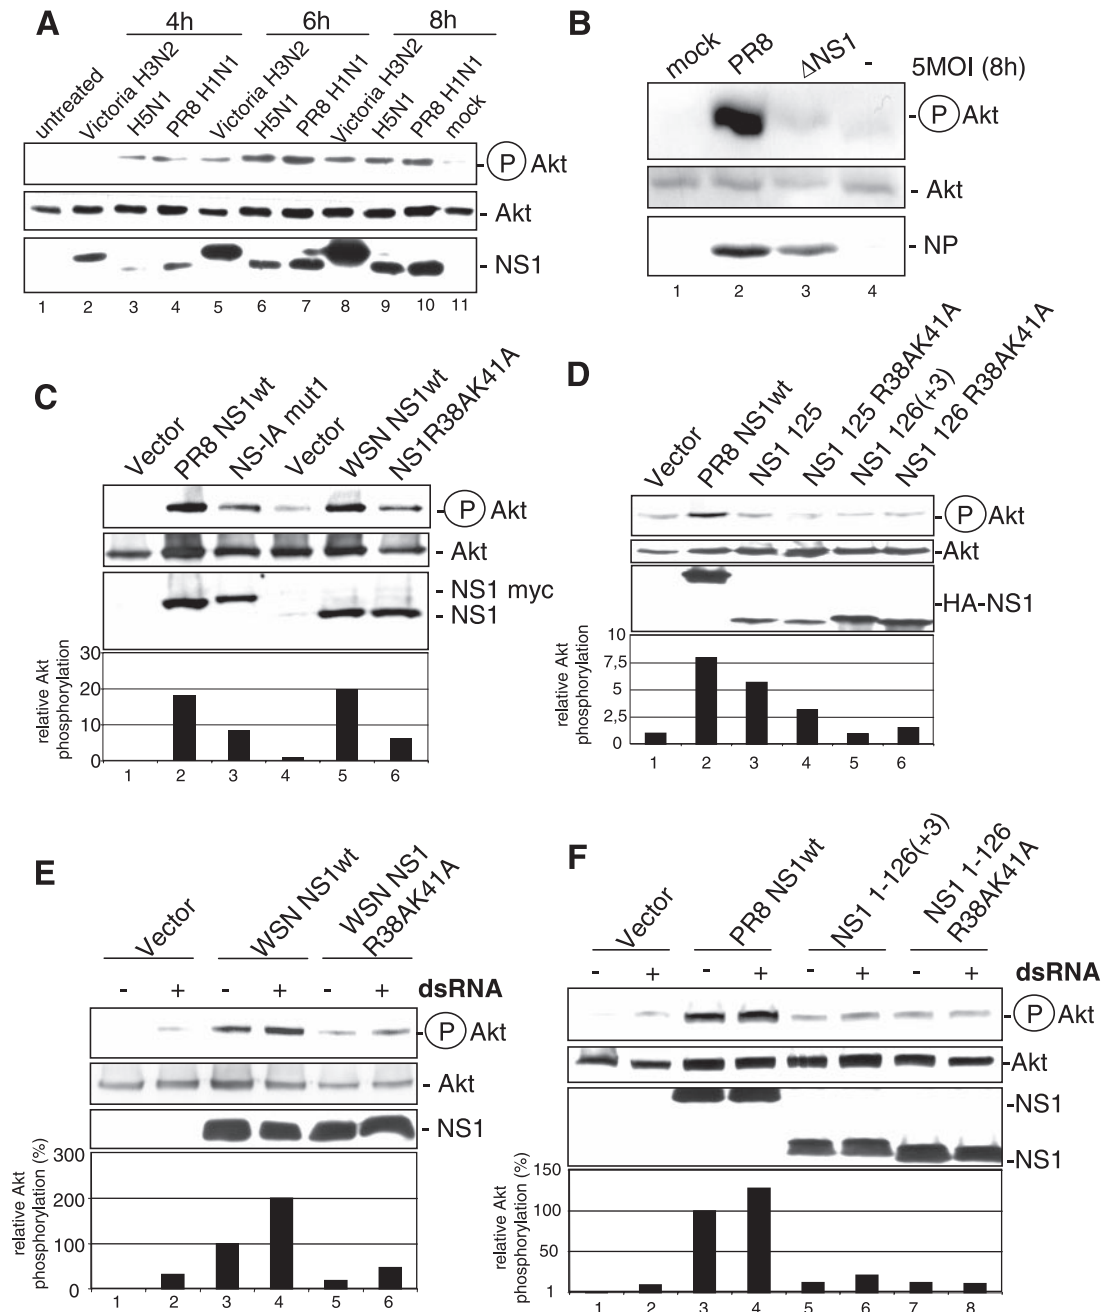 A
4h
6h
8h
untreated
Victoria H3N2
H5N1
PR8 H1N1
Victoria H3N2
H5N1
PR8 H1N1
Victoria H3N2
H5N1
PR8 H1N1
mock
- P Akt
- Akt
- NS1
1 2 3 4 5 6 7 8 9 10 11
B
mock
PR8
ΔNS1
-
5MOI (8h)
- P Akt
- Akt
- NP
1 2 3 4
C
Vector
PR8 NS1wt
NS-IA mut1
Vector
WSN NS1wt
NS1R38AK41A
- P Akt
- Akt
- NS1 myc
- NS1
relative Akt
phosphorylation
30
20
10
0
1 2 3 4 5 6
D
Vector
PR8 NS1wt
NS1 125
NS1 125 R38AK41A
NS1 126(+3)
NS1 126 R38AK41A
- P Akt
-Akt
-HA-NS1
relative Akt
phosphorylation
10
7,5
5
2,5
0
1 2 3 4 5 6
E
Vector
WSN NS1wt
WSN NS1
R38AK41A
- + - + - + dsRNA
- P Akt
- Akt
- NS1
relative Akt
phosphorylation (%)
300
200
100
0
1 2 3 4 5 6
F
Vector
PR8 NS1wt
NS1 1-126(+3)
NS1 1-126
R38AK41A
- + - + - + - + dsRNA
- P Akt
-Akt
-NS1
-NS1
relative Akt
phosphorylation (%)
150
100
50
1
1 2 3 4 5 6 7 8